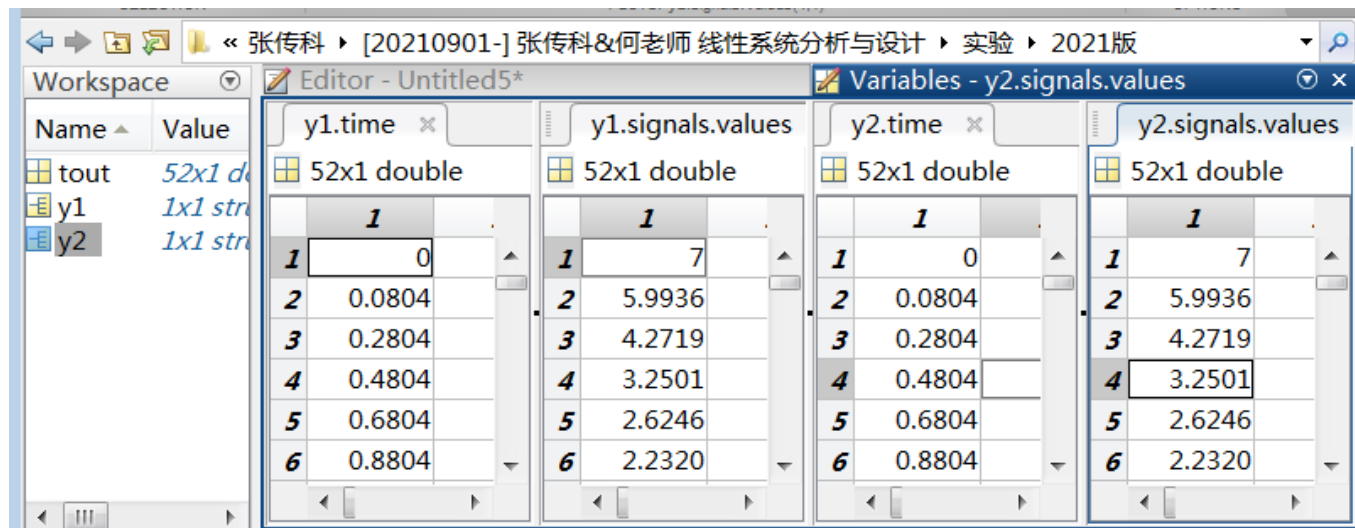 « 张传科 ▸ [20210901-] 张传科&何老师 线性系统分析与设计 ▸ 实验 ▸ 2021版
Workspace
Editor - Untitled5*
Variables - y2.signals.values
Name Value
y1.time
y1.signals.values
y2.time
y2.signals.values
tout 52x1 d
y1 1x1 str
y2 1x1 str
52x1 double
52x1 double
52x1 double
52x1 double
1 1 1 1
1 0 1 7 1 0 1 7
2 0.0804 2 5.9936 2 0.0804 2 5.9936
3 0.2804 3 4.2719 3 0.2804 3 4.2719
4 0.4804 4 3.2501 4 0.4804 4 3.2501
5 0.6804 5 2.6246 5 0.6804 5 2.6246
6 0.8804 6 2.2320 6 0.8804 6 2.2320